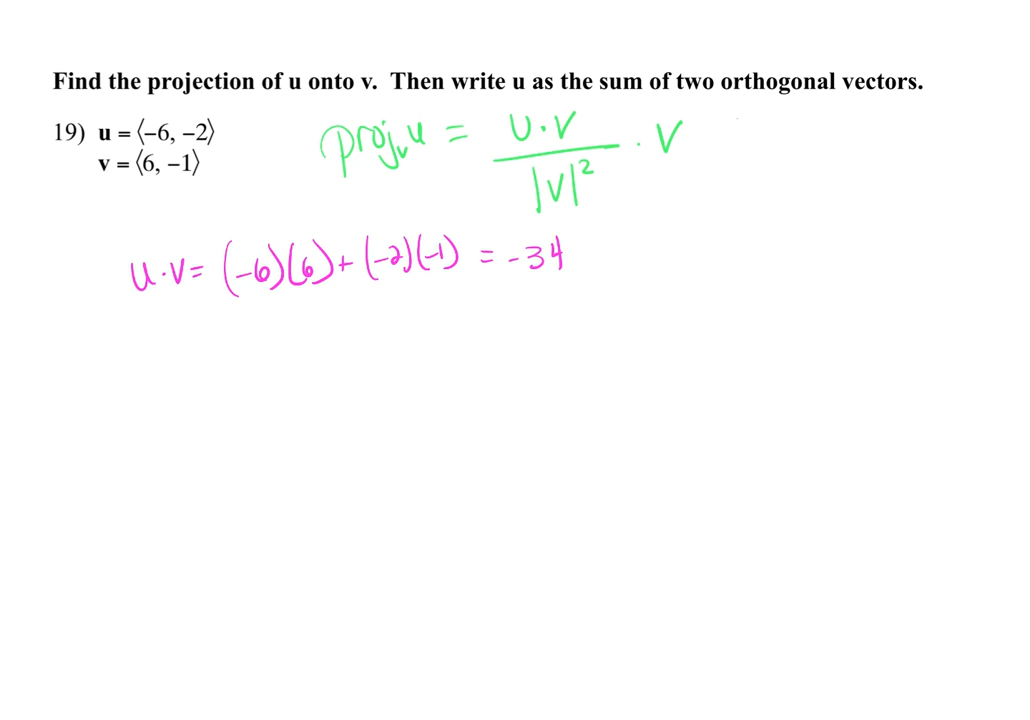 Find the projection of u onto v. Then write u as the sum of two orthogonal vectors.
19) u = ⟨−6, −2⟩
v = ⟨6, −1⟩
projᵥu = u·v / |v|² · v
u·v = (-6)(6) + (-2)(-1) = -34